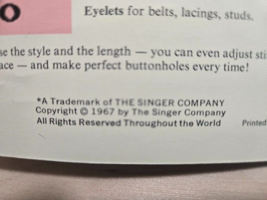 O
Eyelets for belts, lacings, studs.
se the style and the length — you can even adjust sti
ace — and make perfect buttonholes every time!
*A Trademark of THE SINGER COMPANY
Copyright © 1967 by The Singer Company
All Rights Reserved Throughout the World
Printed